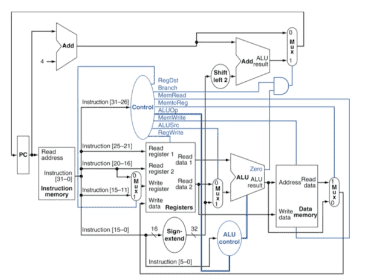 Add
4
Add
ALU
result
0
Mux
1
Shift
left 2
RegDst
Branch
MemRead
MemtoReg
ALUOp
MemWrite
ALUSrc
RegWrite
Instruction [31–26]
Control
PC
Read
address
Instruction
[31–0]
Instruction
memory
Instruction [25–21]
Instruction [20–16]
Instruction [15–11]
0
Mux
1
Read
register 1
Read
register 2
Write
register
Write
data
Read
data 1
Read
data 2
Registers
0
Mux
1
Zero
ALU
ALU
result
Address
Read
data
Data
memory
Write
data
1
Mux
0
Instruction [15–0]
16
Sign-
extend
32
ALU
control
Instruction [5–0]